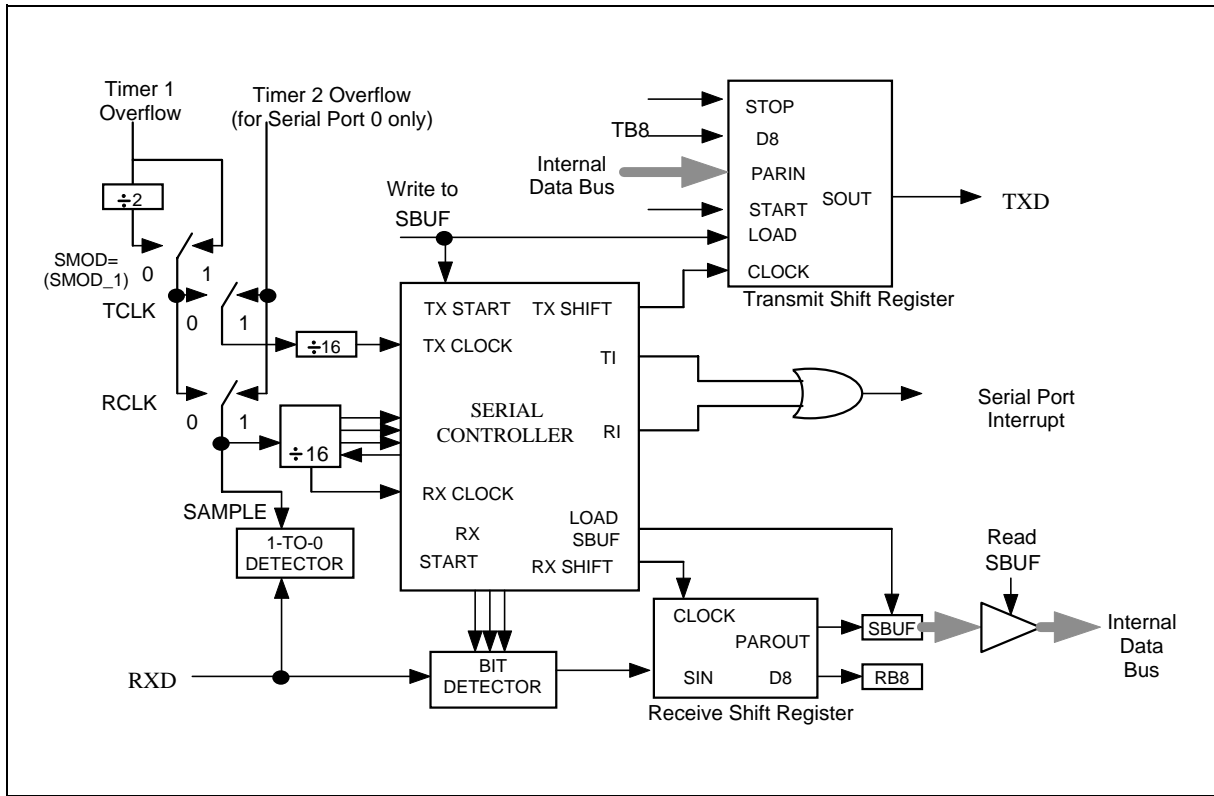 Timer 1
Overflow
Timer 2 Overflow
(for Serial Port 0 only)
÷2
SMOD=
(SMOD_1)
0
1
TCLK
0
1
÷16
RCLK
0
1
÷16
SAMPLE
1-TO-0
DETECTOR
RXD
Write to
SBUF
TX START
TX SHIFT
TX CLOCK
TI
SERIAL
CONTROLLER
RI
RX CLOCK
LOAD
SBUF
RX
START
RX SHIFT
BIT
DETECTOR
TB8
Internal
Data Bus
STOP
D8
PARIN
SOUT
START
LOAD
CLOCK
Transmit Shift Register
TXD
Serial Port
Interrupt
CLOCK
PAROUT
SIN
D8
Receive Shift Register
SBUF
RB8
Read
SBUF
Internal
Data
Bus